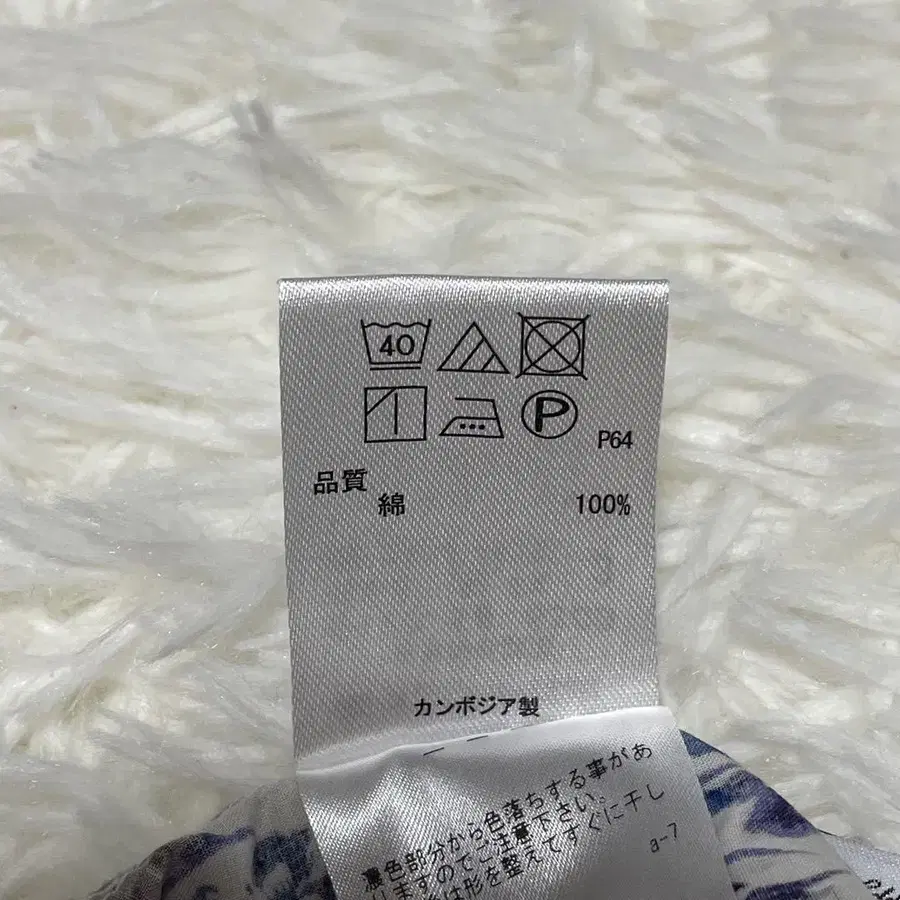 40
P
P64
品質
綿 100%
カンボジア製
濃色部分から色落ちする事があ
りますのでご注意下さい。
は形を整えてすぐに干し
a-7